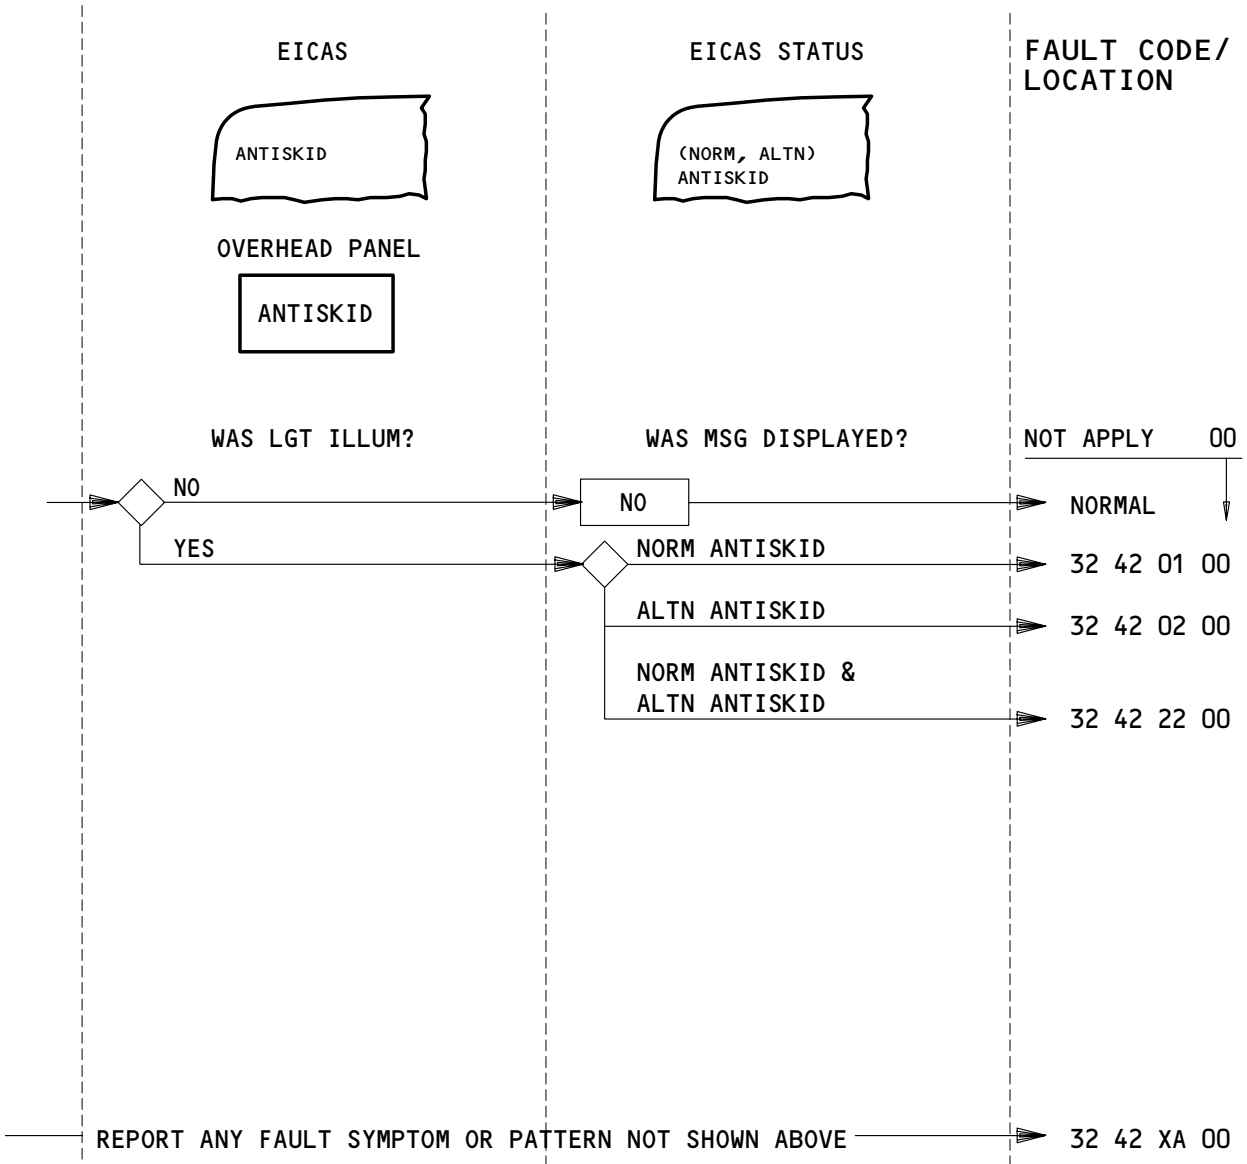 EICAS
EICAS STATUS
FAULT CODE/
LOCATION
ANTISKID
(NORM, ALTN)
ANTISKID
OVERHEAD PANEL
ANTISKID
WAS LGT ILLUM?
WAS MSG DISPLAYED?
NOT APPLY 00
NO
NO
NORMAL
YES
NORM ANTISKID
32 42 01 00
ALTN ANTISKID
32 42 02 00
NORM ANTISKID &
ALTN ANTISKID
32 42 22 00
REPORT ANY FAULT SYMPTOM OR PATTERN NOT SHOWN ABOVE
32 42 XA 00